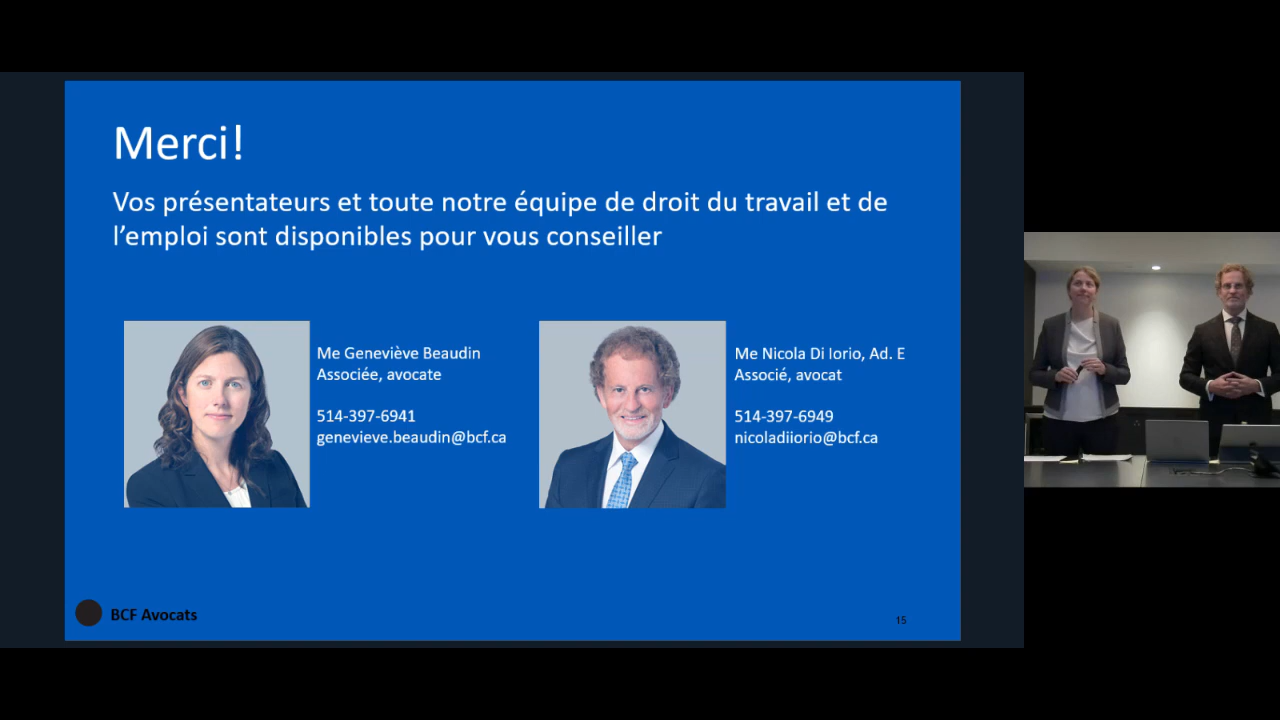 Merci!
Vos présentateurs et toute notre équipe de droit du travail et de
l’emploi sont disponibles pour vous conseiller
Me Geneviève Beaudin
Associée, avocate
514-397-6941
genevieve.beaudin@bcf.ca
Me Nicola Di Iorio, Ad. E
Associé, avocat
514-397-6949
nicoladiiorio@bcf.ca
BCF Avocats
15